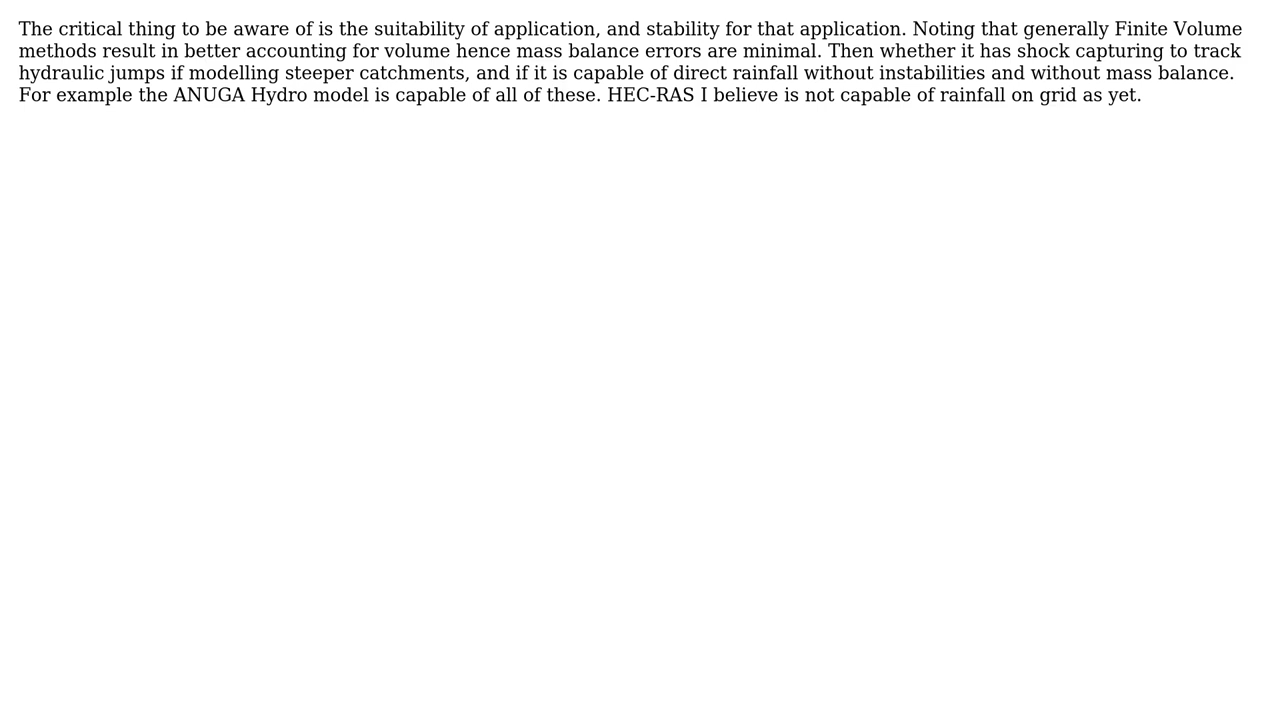 The critical thing to be aware of is the suitability of application, and stability for that application. Noting that generally Finite Volume
methods result in better accounting for volume hence mass balance errors are minimal. Then whether it has shock capturing to track
hydraulic jumps if modelling steeper catchments, and if it is capable of direct rainfall without instabilities and without mass balance.
For example the ANUGA Hydro model is capable of all of these. HEC-RAS I believe is not capable of rainfall on grid as yet.